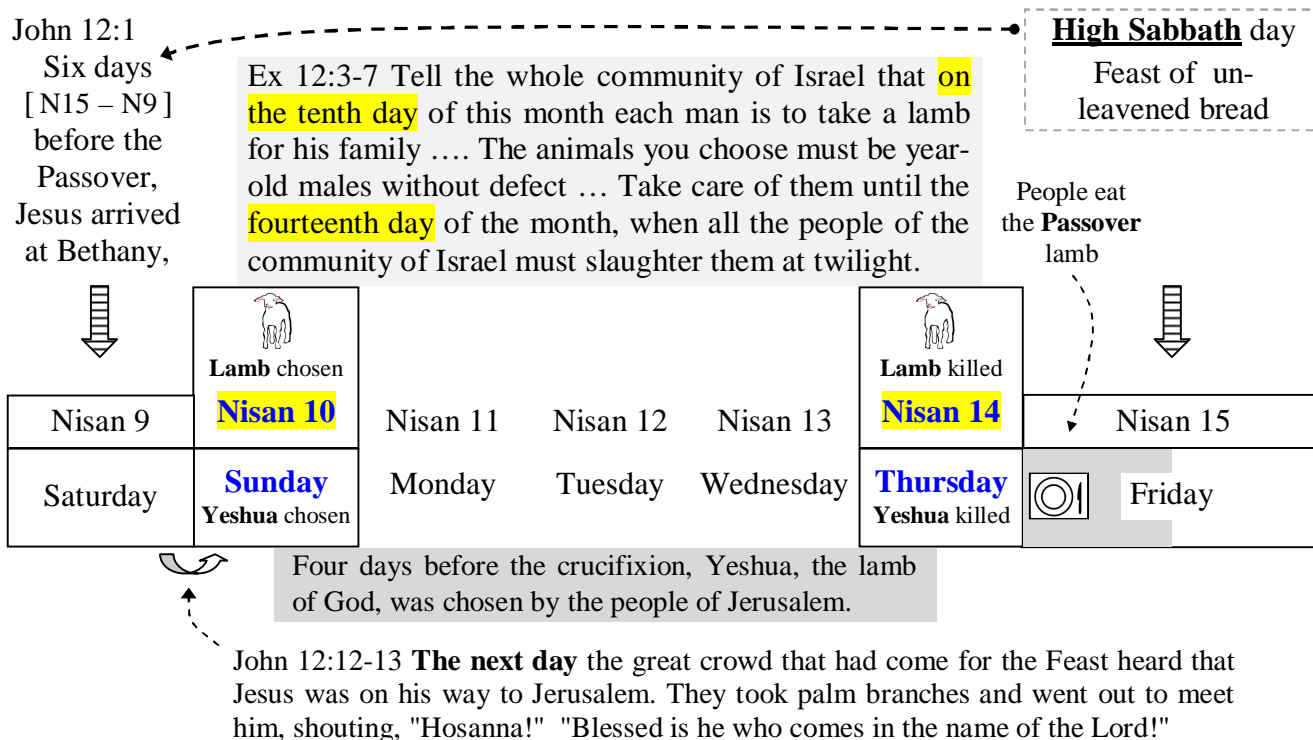 John 12:1
Six days
[ N15 – N9 ]
before the
Passover,
Jesus arrived
at Bethany,
Ex 12:3-7 Tell the whole community of Israel that on
the tenth day of this month each man is to take a lamb
for his family …. The animals you choose must be year-
old males without defect … Take care of them until the
fourteenth day of the month, when all the people of the
community of Israel must slaughter them at twilight.
High Sabbath day
Feast of un-
leavened bread
People eat
the Passover
lamb
Lamb chosen
Lamb killed
Nisan 9
Nisan 10
Nisan 11
Nisan 12
Nisan 13
Nisan 14
Nisan 15
Saturday
Sunday
Yeshua chosen
Monday
Tuesday
Wednesday
Thursday
Yeshua killed
Friday
Four days before the crucifixion, Yeshua, the lamb
of God, was chosen by the people of Jerusalem.
John 12:12-13 The next day the great crowd that had come for the Feast heard that
Jesus was on his way to Jerusalem. They took palm branches and went out to meet
him, shouting, "Hosanna!" "Blessed is he who comes in the name of the Lord!"